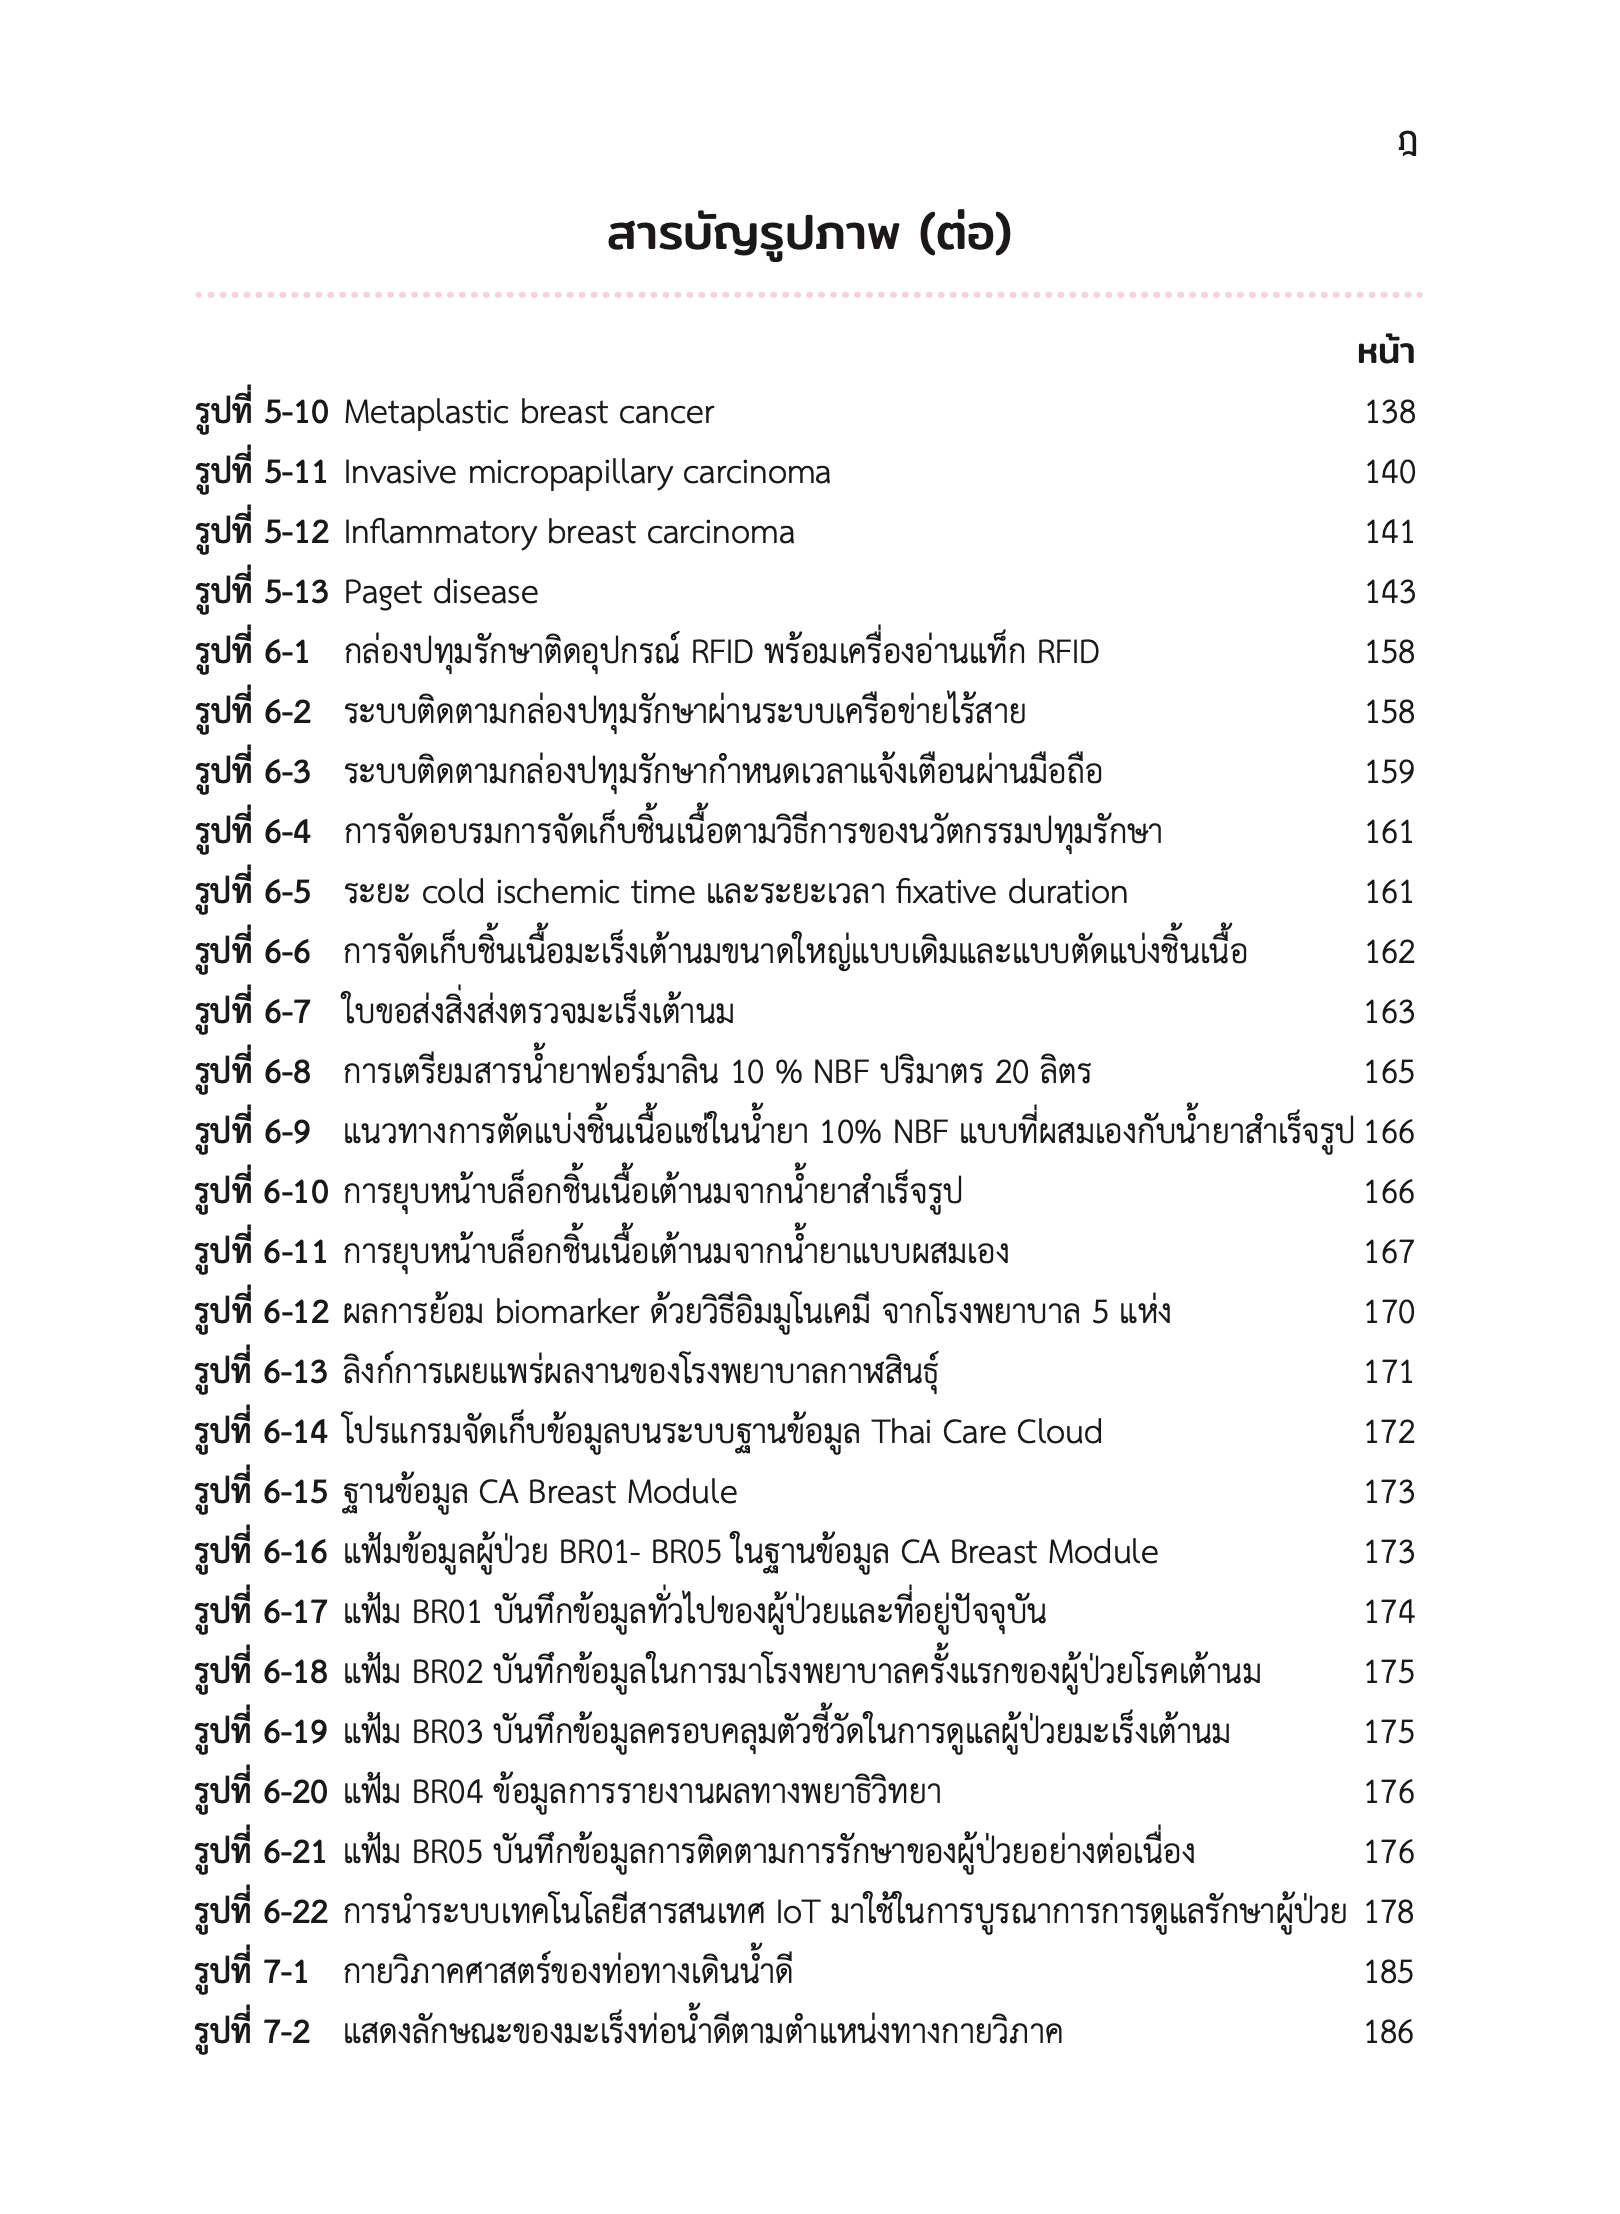 ฎ
สารบัญรูปภาพ (ต่อ)
หน้า
รูปที่ 5-10 Metaplastic breast cancer 138
รูปที่ 5-11 Invasive micropapillary carcinoma 140
รูปที่ 5-12 Inflammatory breast carcinoma 141
รูปที่ 5-13 Paget disease 143
รูปที่ 6-1 กล่องปทุมรักษาติดอุปกรณ์ RFID พร้อมเครื่องอ่านแท็ก RFID 158
รูปที่ 6-2 ระบบติดตามกล่องปทุมรักษาผ่านระบบเครือข่ายไร้สาย 158
รูปที่ 6-3 ระบบติดตามกล่องปทุมรักษากำหนดเวลาแจ้งเตือนผ่านมือถือ 159
รูปที่ 6-4 การจัดอบรมการจัดเก็บชิ้นเนื้อตามวิธีการของนวัตกรรมปทุมรักษา 161
รูปที่ 6-5 ระยะ cold ischemic time และระยะเวลา fixative duration 161
รูปที่ 6-6 การจัดเก็บชิ้นเนื้อมะเร็งเต้านมขนาดใหญ่แบบเดิมและแบบตัดแบ่งชิ้นเนื้อ 162
รูปที่ 6-7 ใบขอส่งสิ่งส่งตรวจมะเร็งเต้านม 163
รูปที่ 6-8 การเตรียมสารน้ำยาฟอร์มาลิน 10 % NBF ปริมาตร 20 ลิตร 165
รูปที่ 6-9 แนวทางการตัดแบ่งชิ้นเนื้อแช่ในน้ำยา 10% NBF แบบที่ผสมเองกับน้ำยาสำเร็จรูป 166
รูปที่ 6-10 การยุบหน้าบล็อกชิ้นเนื้อเต้านมจากน้ำยาสำเร็จรูป 166
รูปที่ 6-11 การยุบหน้าบล็อกชิ้นเนื้อเต้านมจากน้ำยาแบบผสมเอง 167
รูปที่ 6-12 ผลการย้อม biomarker ด้วยวิธีอิมมูโนเคมี จากโรงพยาบาล 5 แห่ง 170
รูปที่ 6-13 ลิงก์การเผยแพร่ผลงานของโรงพยาบาลกาฬสินธุ์ 171
รูปที่ 6-14 โปรแกรมจัดเก็บข้อมูลบนระบบฐานข้อมูล Thai Care Cloud 172
รูปที่ 6-15 ฐานข้อมูล CA Breast Module 173
รูปที่ 6-16 แฟ้มข้อมูลผู้ป่วย BR01- BR05 ในฐานข้อมูล CA Breast Module 173
รูปที่ 6-17 แฟ้ม BR01 บันทึกข้อมูลทั่วไปของผู้ป่วยและที่อยู่ปัจจุบัน 174
รูปที่ 6-18 แฟ้ม BR02 บันทึกข้อมูลในการมาโรงพยาบาลครั้งแรกของผู้ป่วยโรคเต้านม 175
รูปที่ 6-19 แฟ้ม BR03 บันทึกข้อมูลครอบคลุมตัวชี้วัดในการดูแลผู้ป่วยมะเร็งเต้านม 175
รูปที่ 6-20 แฟ้ม BR04 ข้อมูลการรายงานผลทางพยาธิวิทยา 176
รูปที่ 6-21 แฟ้ม BR05 บันทึกข้อมูลการติดตามการรักษาของผู้ป่วยอย่างต่อเนื่อง 176
รูปที่ 6-22 การนำระบบเทคโนโลยีสารสนเทศ IoT มาใช้ในการบูรณาการการดูแลรักษาผู้ป่วย 178
รูปที่ 7-1 กายวิภาคศาสตร์ของท่อทางเดินน้ำดี 185
รูปที่ 7-2 แสดงลักษณะของมะเร็งท่อน้ำดีตามตำแหน่งทางกายวิภาค 186